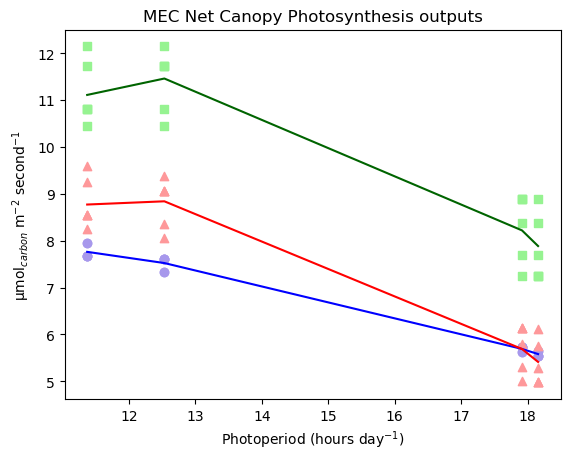 MEC Net Canopy Photosynthesis outputs
12
11
10
9
8
7
6
5
µmol_carbon m⁻² second⁻¹
12 13 14 15 16 17 18
Photoperiod (hours day⁻¹)